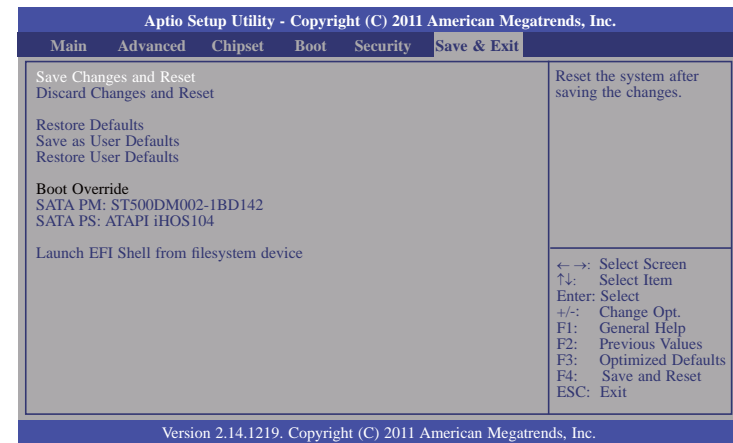 Aptio Setup Utility - Copyright (C) 2011 American Megatrends, Inc.
Main Advanced Chipset Boot Security Save & Exit
Save Changes and Reset
Discard Changes and Reset
Restore Defaults
Save as User Defaults
Restore User Defaults
Boot Override
SATA PM: ST500DM002-1BD142
SATA PS: ATAPI iHOS104
Launch EFI Shell from filesystem device
Reset the system after
saving the changes.
←→: Select Screen
↑↓: Select Item
Enter: Select
+/-: Change Opt.
F1: General Help
F2: Previous Values
F3: Optimized Defaults
F4: Save and Reset
ESC: Exit
Version 2.14.1219. Copyright (C) 2011 American Megatrends, Inc.